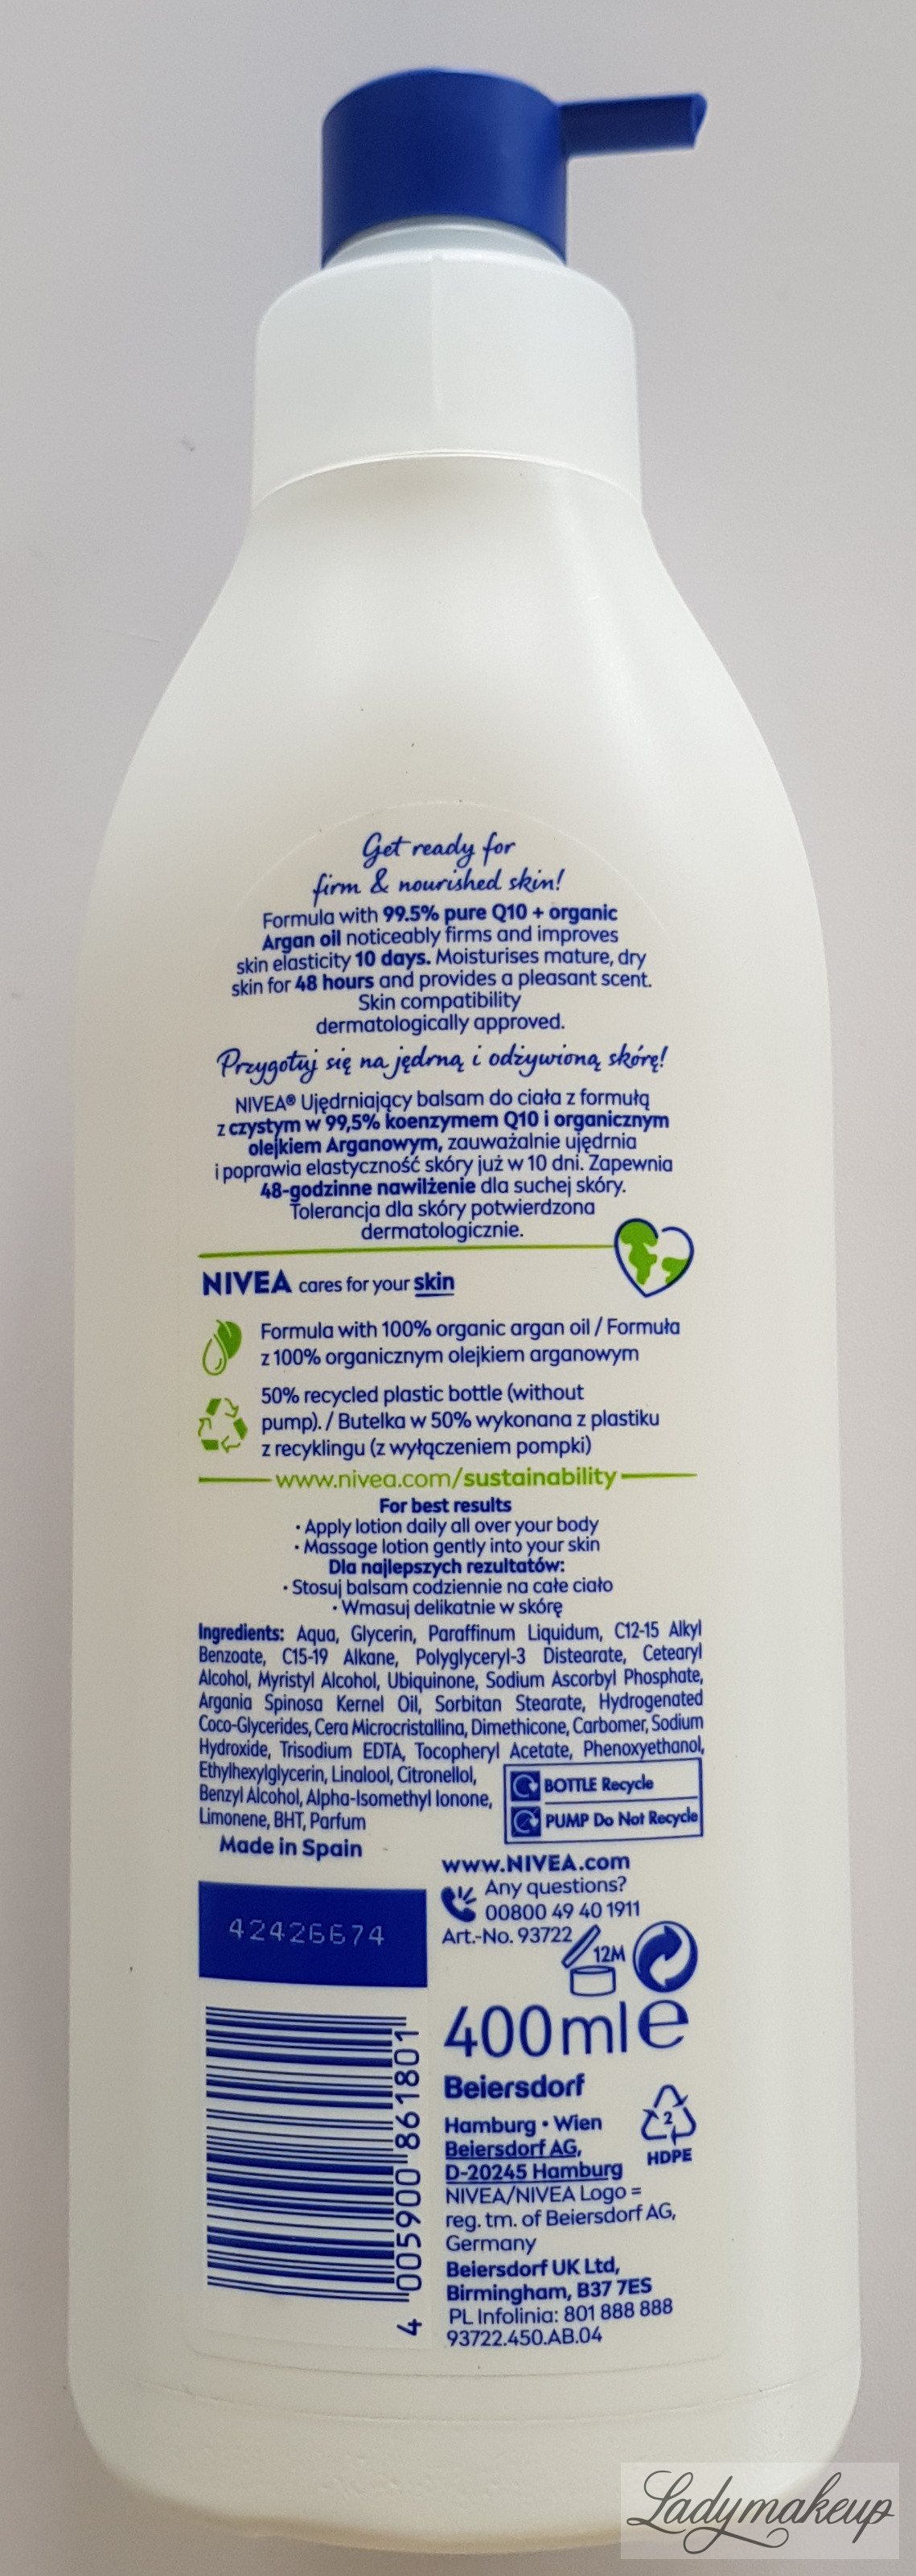 Get ready for
firm & nourished skin!
Formula with 99.5% pure Q10 + organic
Argan oil noticeably firms and improves
skin elasticity 10 days. Moisturises mature, dry
skin for 48 hours and provides a pleasant scent.
Skin compatibility
dermatologically approved.
Przygotuj się na jędrną i odżywioną skórę!
NIVEA® Ujędrniający balsam do ciała z formułą
z czystym w 99,5% koenzymem Q10 i organicznym
olejkiem Arganowym, zauważalnie ujędrnia
i poprawia elastyczność skóry już w 10 dni. Zapewnia
48-godzinne nawilżenie dla suchej skóry.
Tolerancja dla skóry potwierdzona
dermatologicznie.
NIVEA cares for your skin
Formula with 100% organic argan oil / Formuła
z 100% organicznym olejkiem arganowym
50% recycled plastic bottle (without
pump). / Butelka w 50% wykonana z plastiku
z recyklingu (z wyłączeniem pompki)
www.nivea.com/sustainability
For best results
• Apply lotion daily all over your body
• Massage lotion gently into your skin
Dla najlepszych rezultatów:
• Stosuj balsam codziennie na całe ciało
• Wmasuj delikatnie w skórę
Ingredients: Aqua, Glycerin, Paraffinum Liquidum, C12-15 Alkyl
Benzoate, C15-19 Alkane, Polyglyceryl-3 Distearate, Cetearyl
Alcohol, Myristyl Alcohol, Ubiquinone, Sodium Ascorbyl Phosphate,
Argania Spinosa Kernel Oil, Sorbitan Stearate, Hydrogenated
Coco-Glycerides, Cera Microcristallina, Dimethicone, Carbomer, Sodium
Hydroxide, Trisodium EDTA, Tocopheryl Acetate, Phenoxyethanol,
Ethylhexylglycerin, Linalool, Citronellol,
Benzyl Alcohol, Alpha-Isomethyl Ionone,
Limonene, BHT, Parfum
BOTTLE Recycle
PUMP Do Not Recycle
Made in Spain
42426674
4 005900 861801
www.NIVEA.com
Any questions?
00800 49 40 1911
Art.-No. 93722
12M
400ml e
Beiersdorf
Hamburg • Wien
Beiersdorf AG,
D-20245 Hamburg
2
HDPE
NIVEA/NIVEA Logo =
reg. tm. of Beiersdorf AG,
Germany
Beiersdorf UK Ltd,
Birmingham, B37 7ES
PL Infolinia: 801 888 888
93722.450.AB.04
Ladymakeup